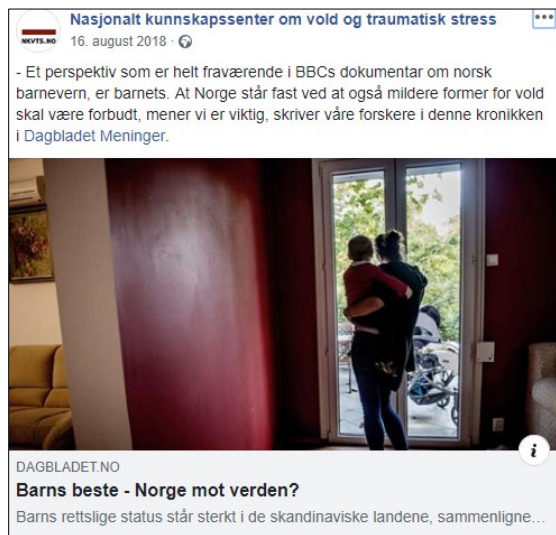 Nasjonalt kunnskapssenter om vold og traumatisk stress
NKVTS.NO
16. august 2018 ·
- Et perspektiv som er helt fraværende i BBCs dokumentar om norsk
barnevern, er barnets. At Norge står fast ved at også mildere former for vold
skal være forbudt, mener vi er viktig, skriver våre forskere i denne kronikken
i Dagbladet Meninger.
DAGBLADET.NO
Barns beste - Norge mot verden?
Barns rettslige status står sterkt i de skandinaviske landene, sammenligne…